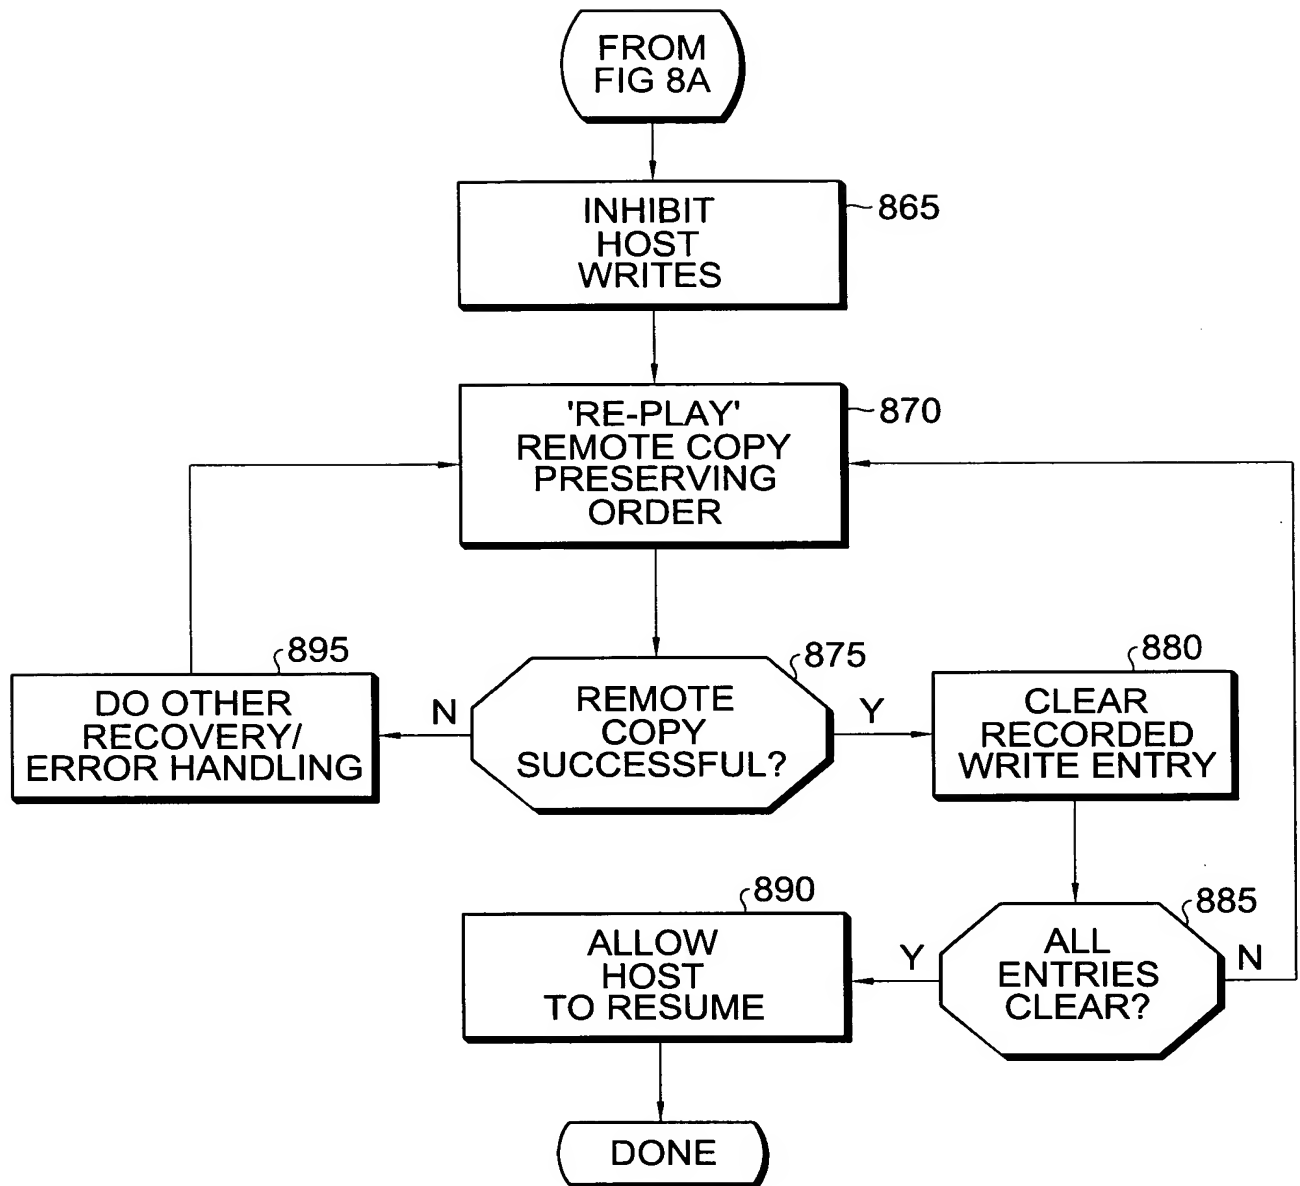 FROM
FIG 8A
INHIBIT
HOST
WRITES
865
'RE-PLAY'
REMOTE COPY
PRESERVING
ORDER
870
895
DO OTHER
RECOVERY/
ERROR HANDLING
N
875
REMOTE
COPY
SUCCESSFUL?
Y
880
CLEAR
RECORDED
WRITE ENTRY
890
ALLOW
HOST
TO RESUME
Y
885
ALL
ENTRIES
CLEAR?
N
DONE